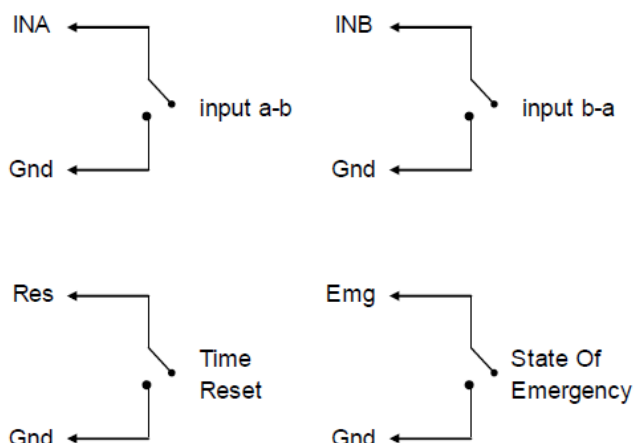 INA
INB
input a-b
input b-a
Gnd
Gnd
Res
Emg
Time
Reset
State Of
Emergency
Gnd
Gnd